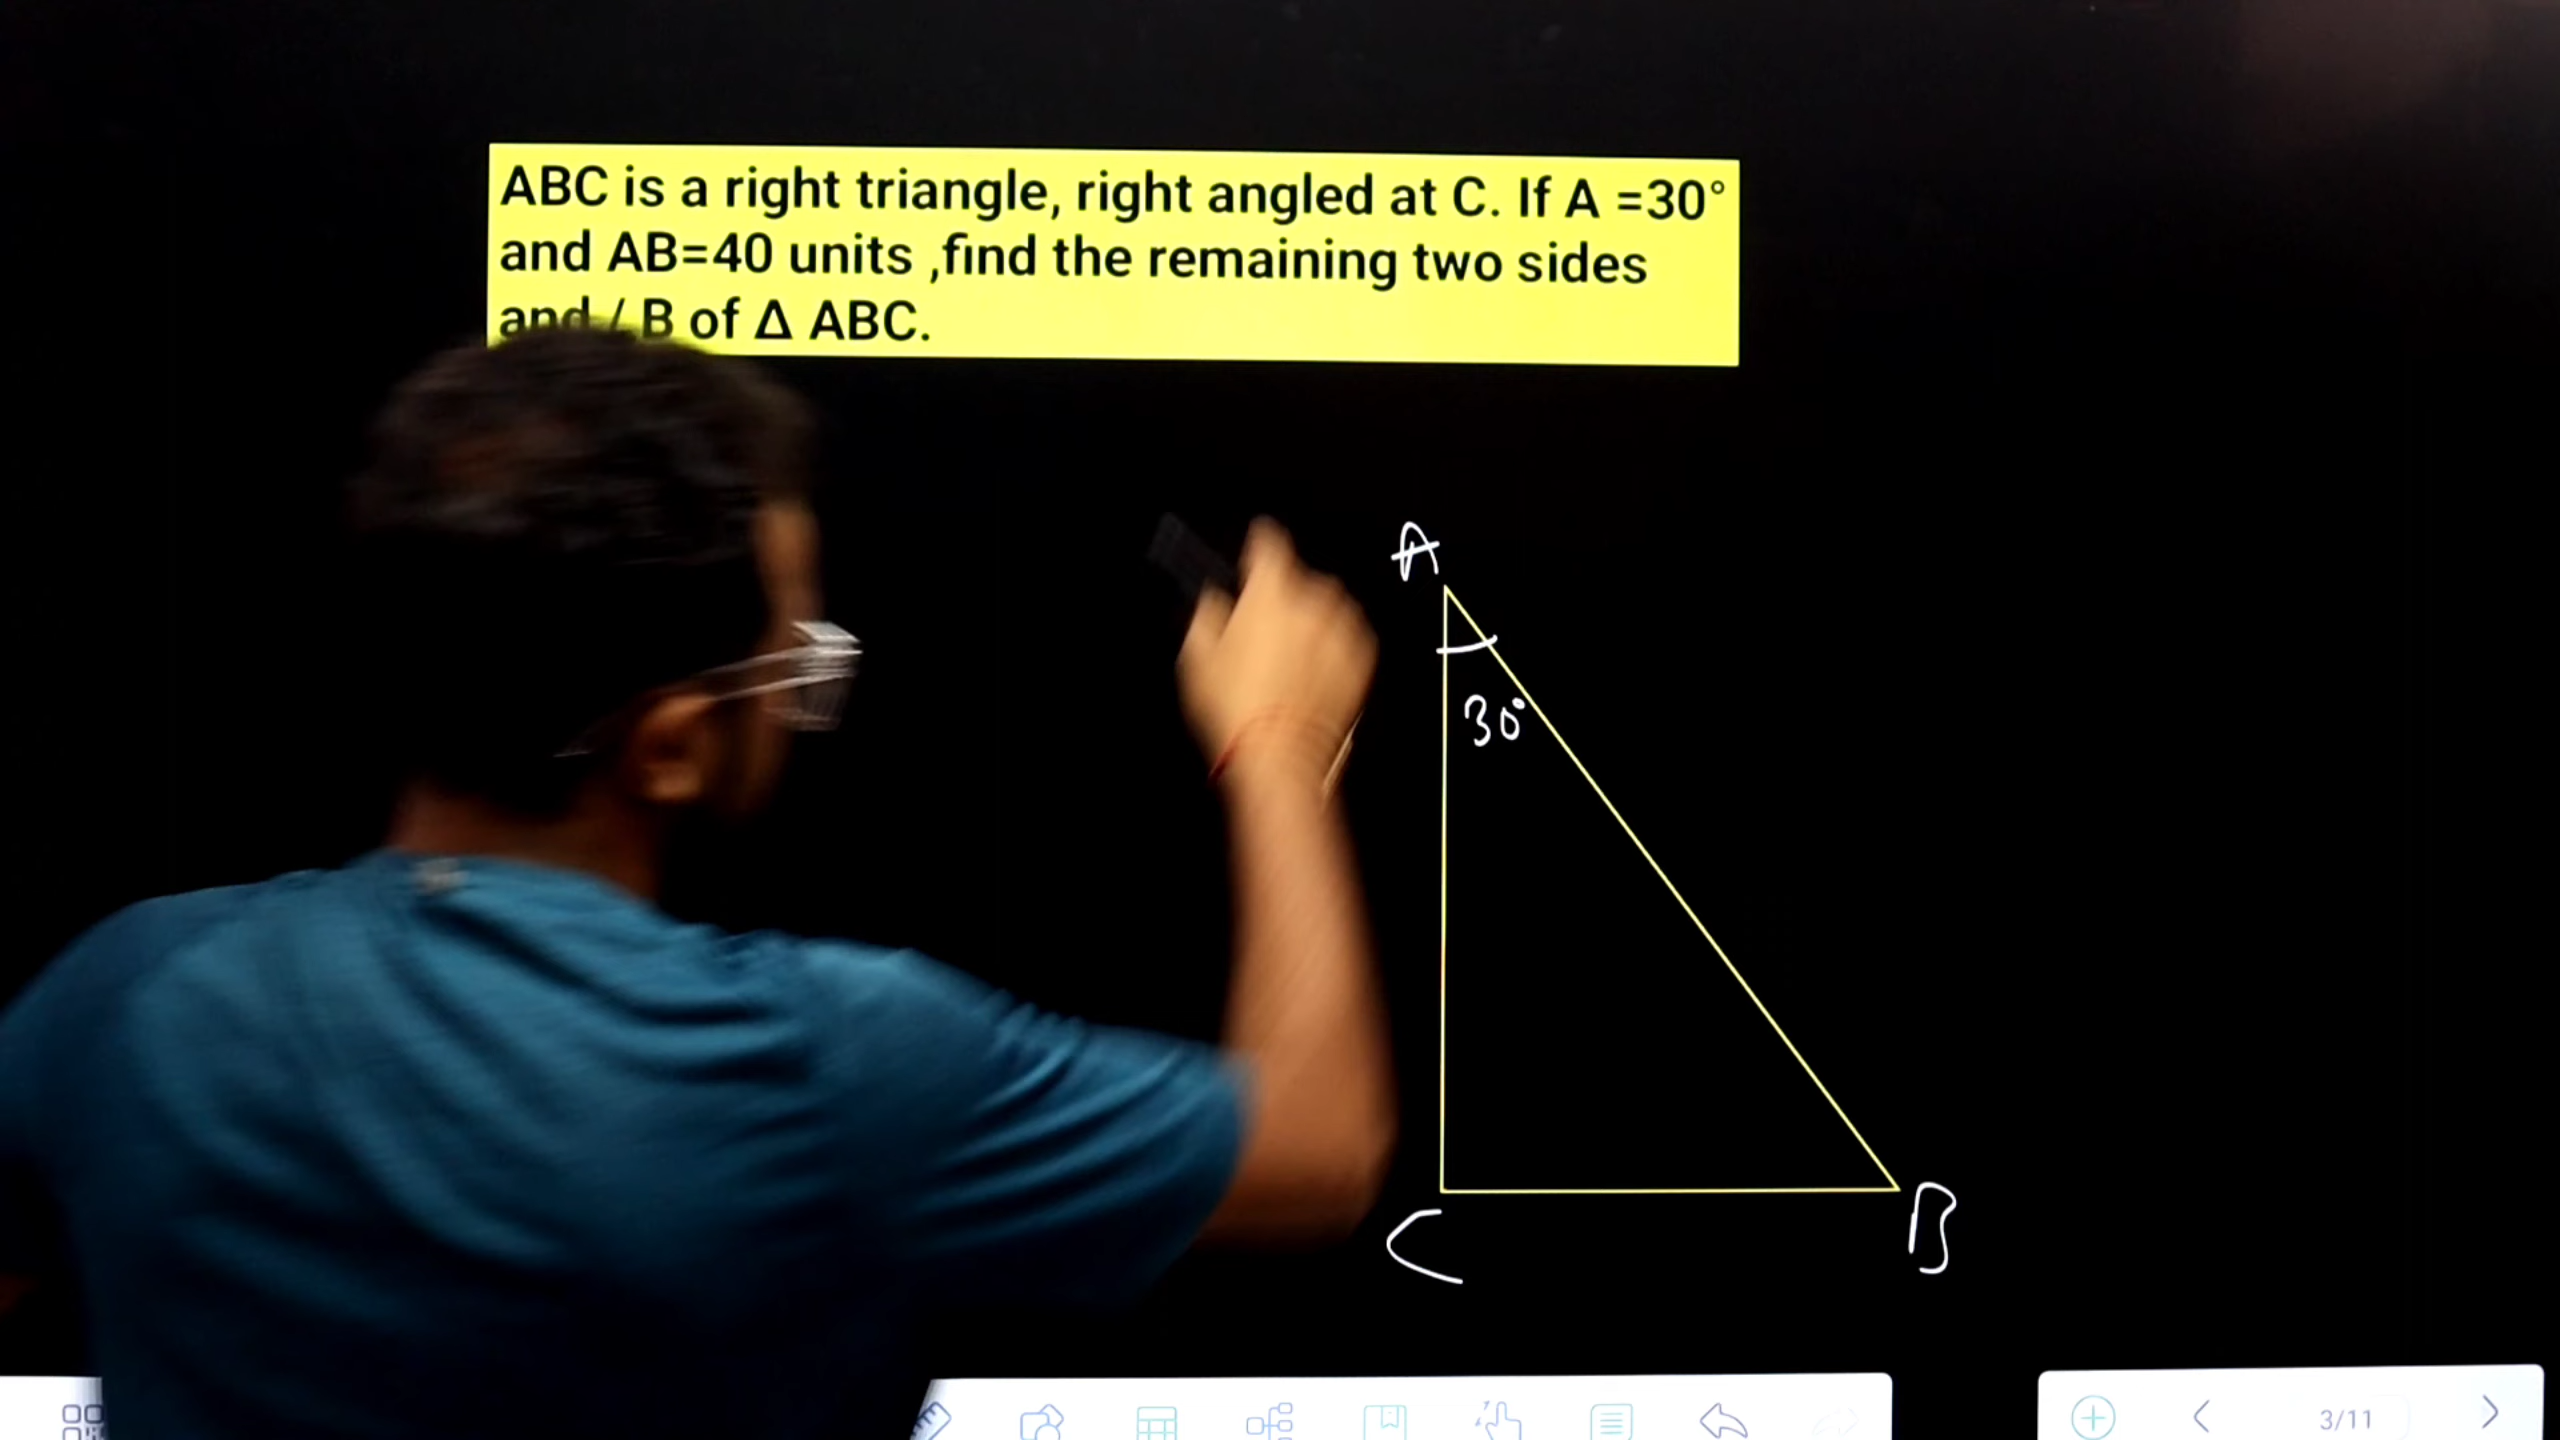 ABC is a right triangle, right angled at C. If A =30°
and AB=40 units ,find the remaining two sides
and ∠ B of Δ ABC.
A
30°
C
B
3/11